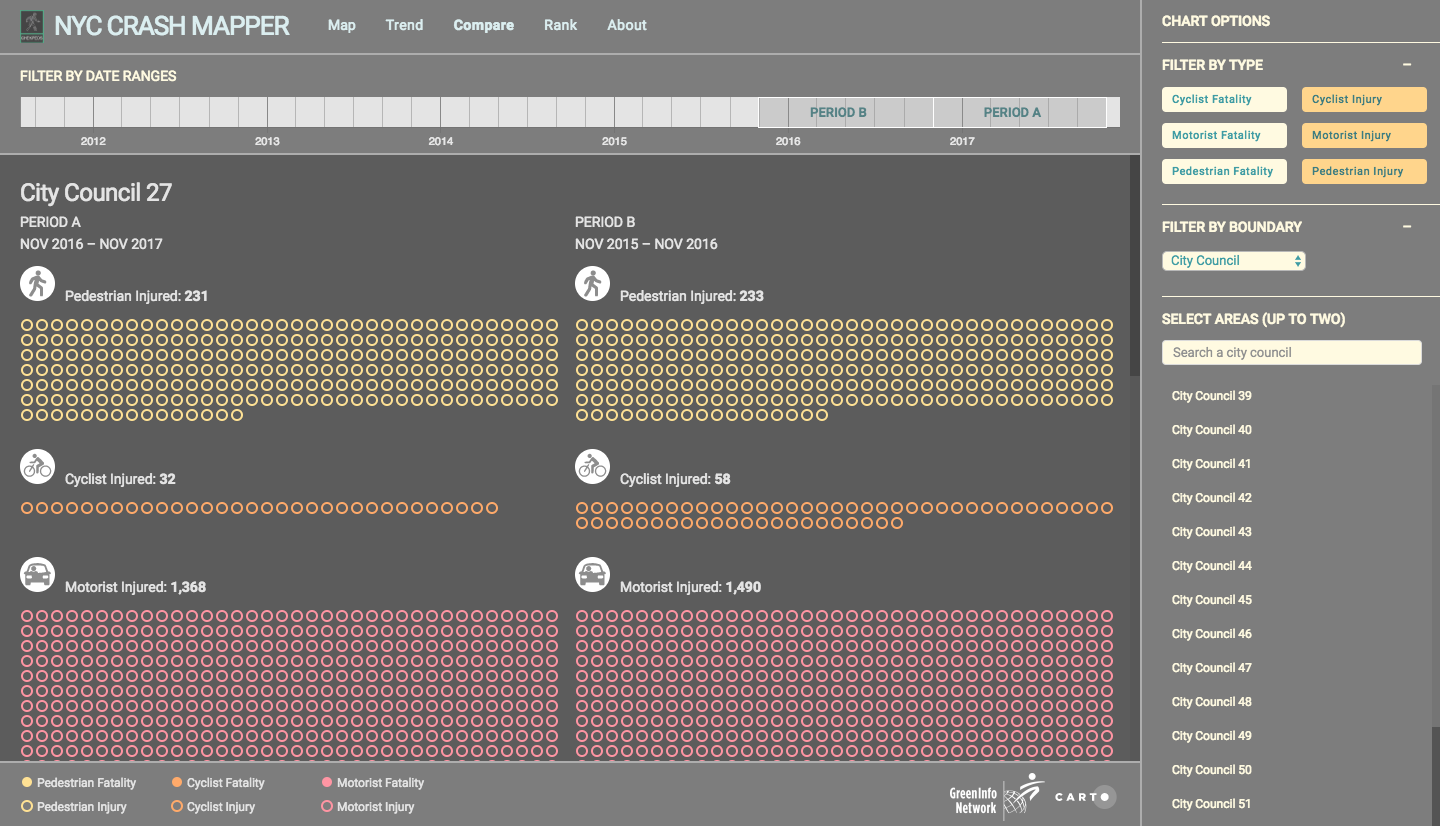 NYC CRASH MAPPER
Map Trend Compare Rank About
FILTER BY DATE RANGES
PERIOD B PERIOD A
2012 2013 2014 2015 2016 2017
City Council 27
PERIOD A
NOV 2016 – NOV 2017
Pedestrian Injured: 231
Cyclist Injured: 32
Motorist Injured: 1,368
PERIOD B
NOV 2015 – NOV 2016
Pedestrian Injured: 233
Cyclist Injured: 58
Motorist Injured: 1,490
Pedestrian Fatality Cyclist Fatality Motorist Fatality
Pedestrian Injury Cyclist Injury Motorist Injury
GreenInfo
Network
CARTO
CHART OPTIONS
FILTER BY TYPE –
Cyclist Fatality Cyclist Injury
Motorist Fatality Motorist Injury
Pedestrian Fatality Pedestrian Injury
FILTER BY BOUNDARY –
City Council
SELECT AREAS (UP TO TWO)
Search a city council
City Council 39
City Council 40
City Council 41
City Council 42
City Council 43
City Council 44
City Council 45
City Council 46
City Council 47
City Council 48
City Council 49
City Council 50
City Council 51